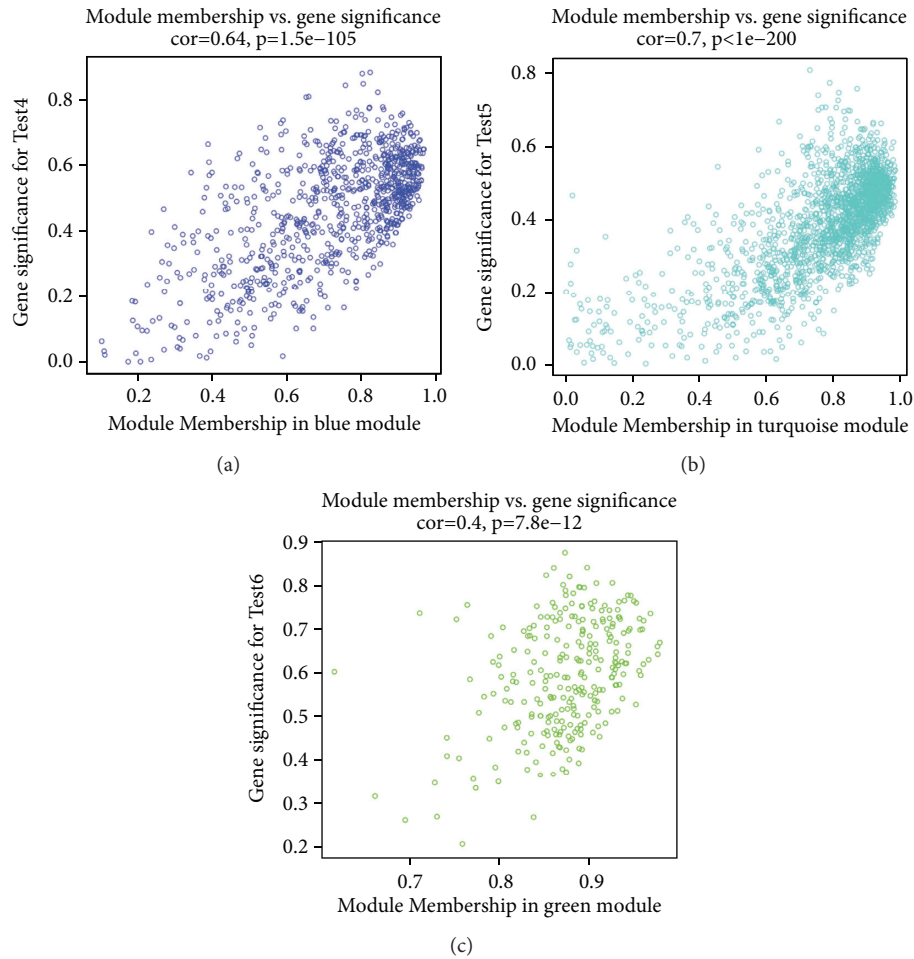 Module membership vs. gene significance
cor=0.64, p=1.5e−105
Gene significance for Test4
0.8
0.6
0.4
0.2
0.0
0.2
0.4
0.6
0.8
1.0
Module Membership in blue module
(a)
Module membership vs. gene significance
cor=0.7, p<1e−200
Gene significance for Test5
0.8
0.6
0.4
0.2
0.0
0.0
0.2
0.4
0.6
0.8
1.0
Module Membership in turquoise module
(b)
Module membership vs. gene significance
cor=0.4, p=7.8e−12
Gene significance for Test6
0.9
0.8
0.7
0.6
0.5
0.4
0.3
0.2
0.7
0.8
0.9
Module Membership in green module
(c)